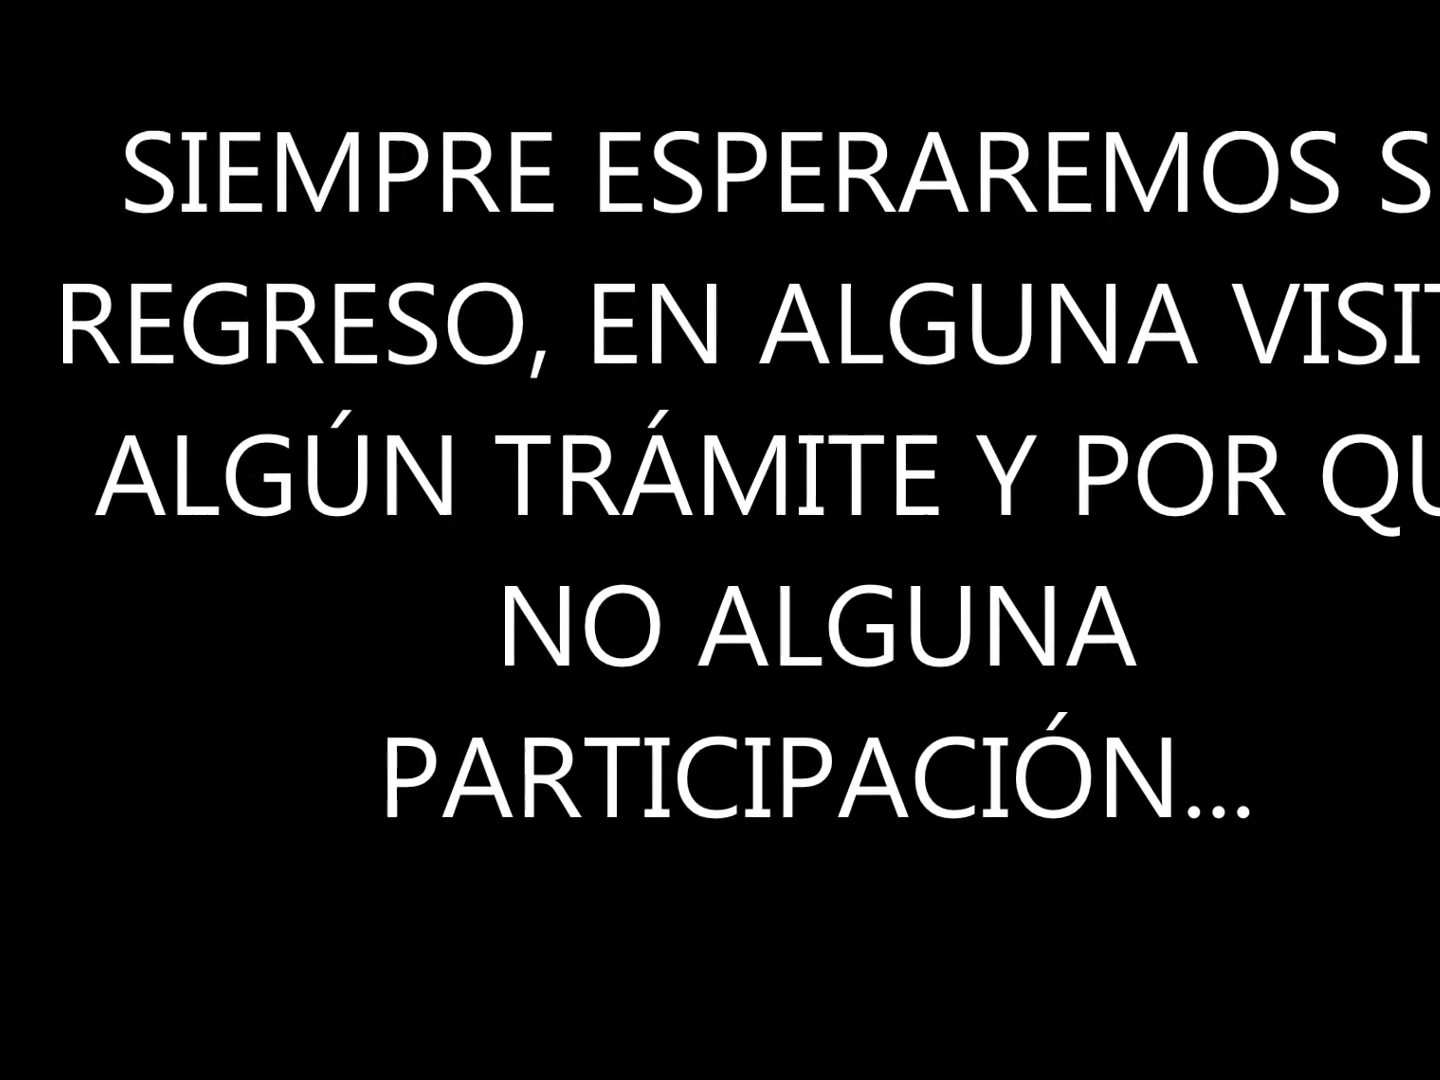 SIEMPRE ESPERAREMOS S
REGRESO, EN ALGUNA VISIT
ALGÚN TRÁMITE Y POR QU
NO ALGUNA
PARTICIPACIÓN...